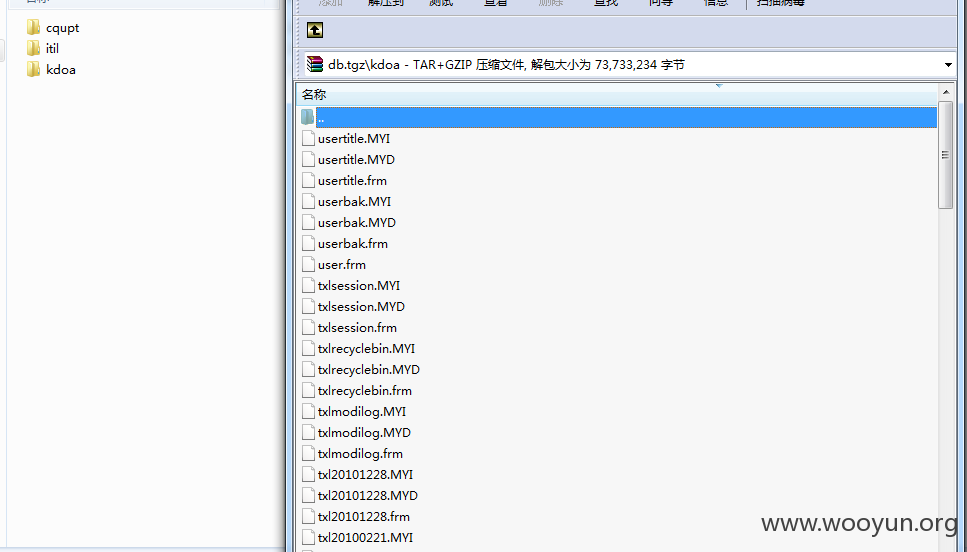 名称
cqupt
itil
kdoa
添加 解压到 测试 查看 删除 查找 向导 信息 扫描病毒
db.tgz\kdoa - TAR+GZIP 压缩文件, 解包大小为 73,733,234 字节
名称
..
usertitle.MYI
usertitle.MYD
usertitle.frm
userbak.MYI
userbak.MYD
userbak.frm
user.frm
txlsession.MYI
txlsession.MYD
txlsession.frm
txlrecyclebin.MYI
txlrecyclebin.MYD
txlrecyclebin.frm
txlmodilog.MYI
txlmodilog.MYD
txlmodilog.frm
txl20101228.MYI
txl20101228.MYD
txl20101228.frm
txl20100221.MYI
www.wooyun.org